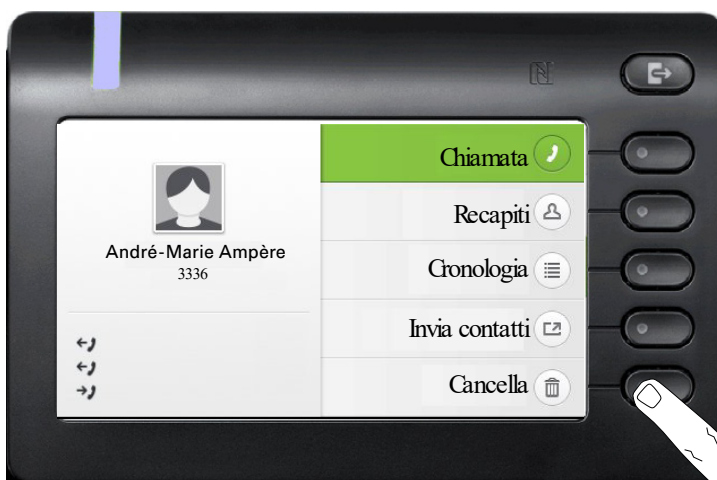 André-Marie Ampère
3336
Chiamata
Recapiti
Cronologia
Invia contatti
Cancella